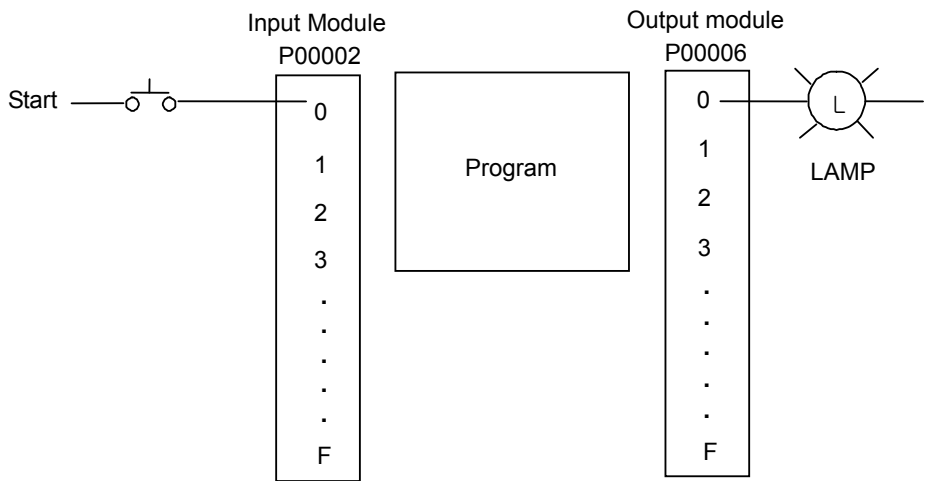 Input Module
P00002
Output module
P00006
Start
0
1
2
3
.
.
.
.
.
F
Program
0
1
2
3
.
.
.
.
.
F
L
LAMP